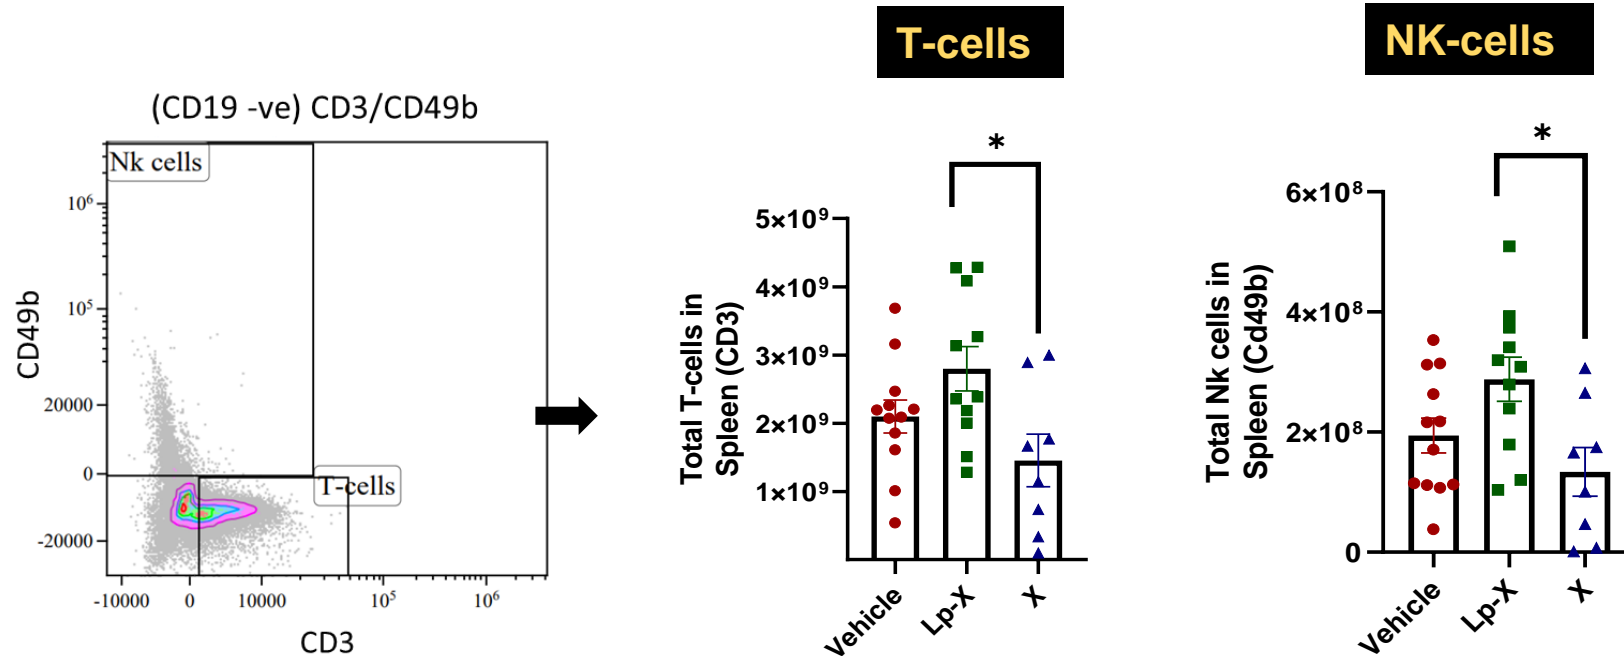 (CD19 -ve) CD3/CD49b
Nk cells
T-cells
CD49b
10⁶
10⁵
20000
0
-20000
-10000
0
10000
10⁵
10⁶
CD3
T-cells
*
Total T-cells in
Spleen (CD3)
5×10⁹
4×10⁹
3×10⁹
2×10⁹
1×10⁹
Vehicle
Lp-X
X
NK-cells
*
Total Nk cells in
Spleen (Cd49b)
6×10⁸
4×10⁸
2×10⁸
0
Vehicle
Lp-X
X